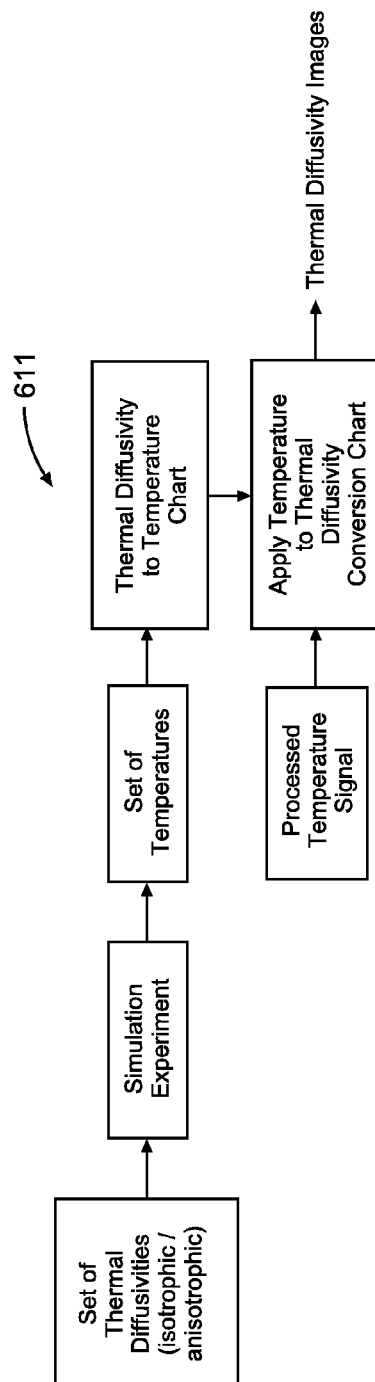 611
Set of
Thermal
Diffusivities
(isotrophic /
anisotrophic)
Simulation
Experiment
Set of
Temperatures
Thermal Diffusivity
to Temperature
Chart
Processed
Temperature
Signal
Apply Temperature
to Thermal
Diffusivity
Conversion Chart
Thermal Diffusivity Images